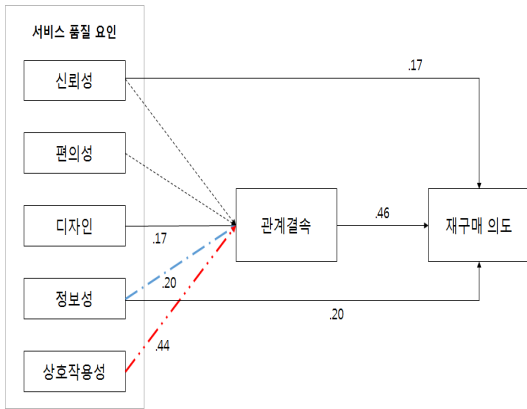 서비스 품질 요인
신뢰성
.17
편의성
디자인
.17
관계결속
.46
재구매 의도
정보성
.20
.20
상호작용성
.44